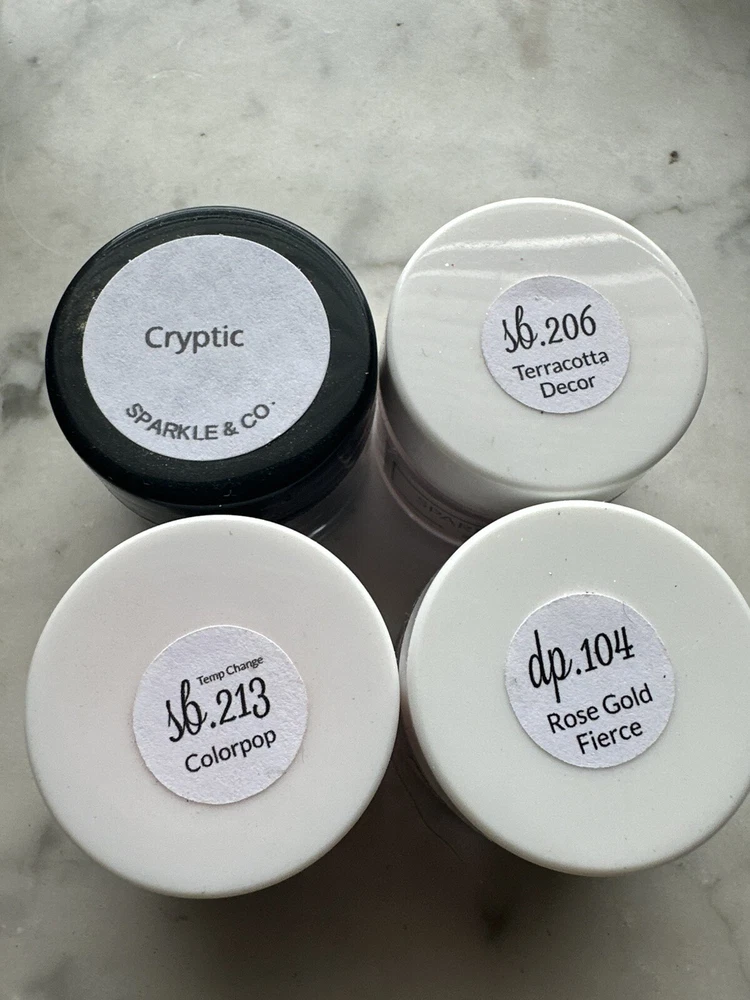 Cryptic
SPARKLE & CO.
sb.206
Terracotta
Decor
Temp Change
sb.213
Colorpop
dp.104
Rose Gold
Fierce